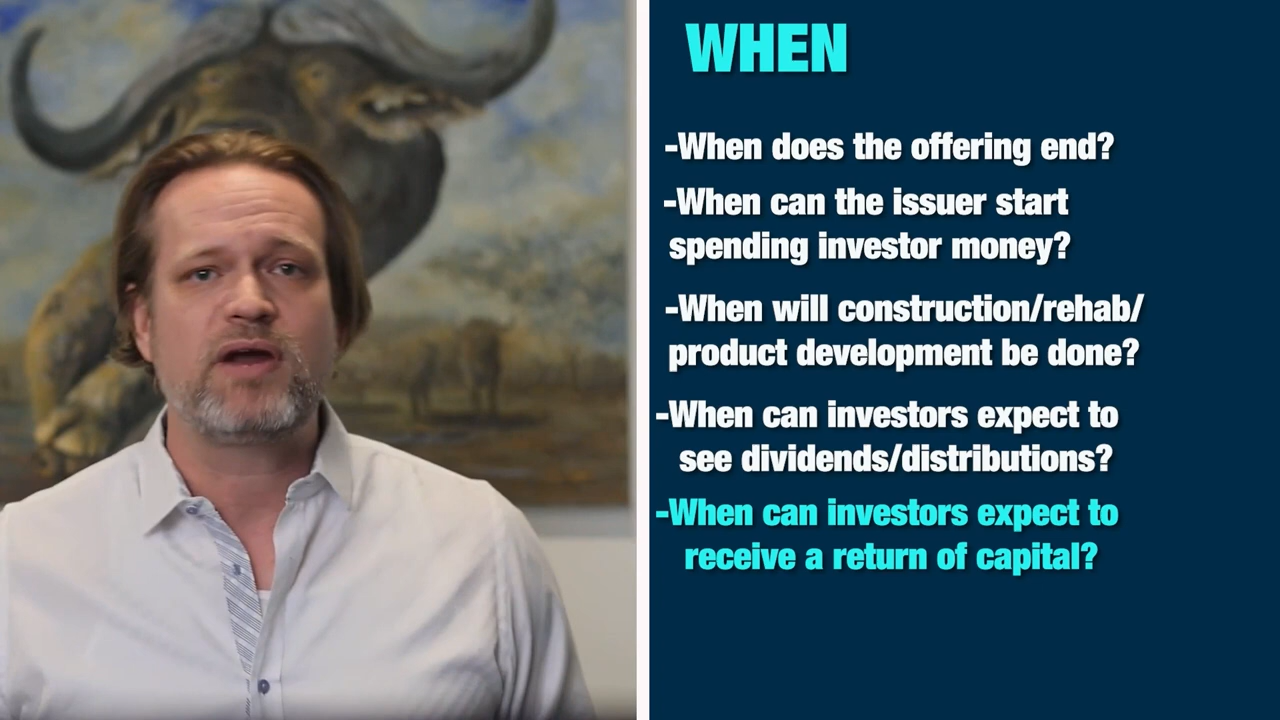 WHEN
-When does the offering end?
-When can the issuer start
spending investor money?
-When will construction/rehab/
product development be done?
-When can investors expect to
see dividends/distributions?
-When can investors expect to
receive a return of capital?